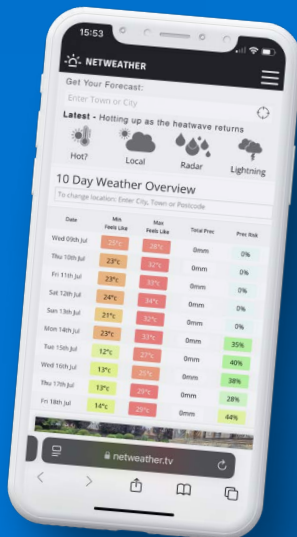 15:53
NETWEATHER
Get Your Forecast:
Enter Town or City
Latest - Hotting up as the heatwave returns
Hot? Local Radar Lightning
10 Day Weather Overview
To change location: Enter City, Town or Postcode
Date Min Feels Like Max Feels Like Total Prec Prec Risk
Wed 09th Jul 25°c 28°c 0mm 0%
Thu 10th Jul 23°c 32°c 0mm 0%
Fri 11th Jul 23°c 33°c 0mm 0%
Sat 12th Jul 24°c 34°c 0mm 0%
Sun 13th Jul 21°c 32°c 0mm 0%
Mon 14th Jul 23°c 33°c 0mm 35%
Tue 15th Jul 12°c 27°c 0mm 40%
Wed 16th Jul 13°c 25°c 0mm 38%
Thu 17th Jul 13°c 29°c 0mm 28%
Fri 18th Jul 14°c 29°c 0mm 44%
netweather.tv